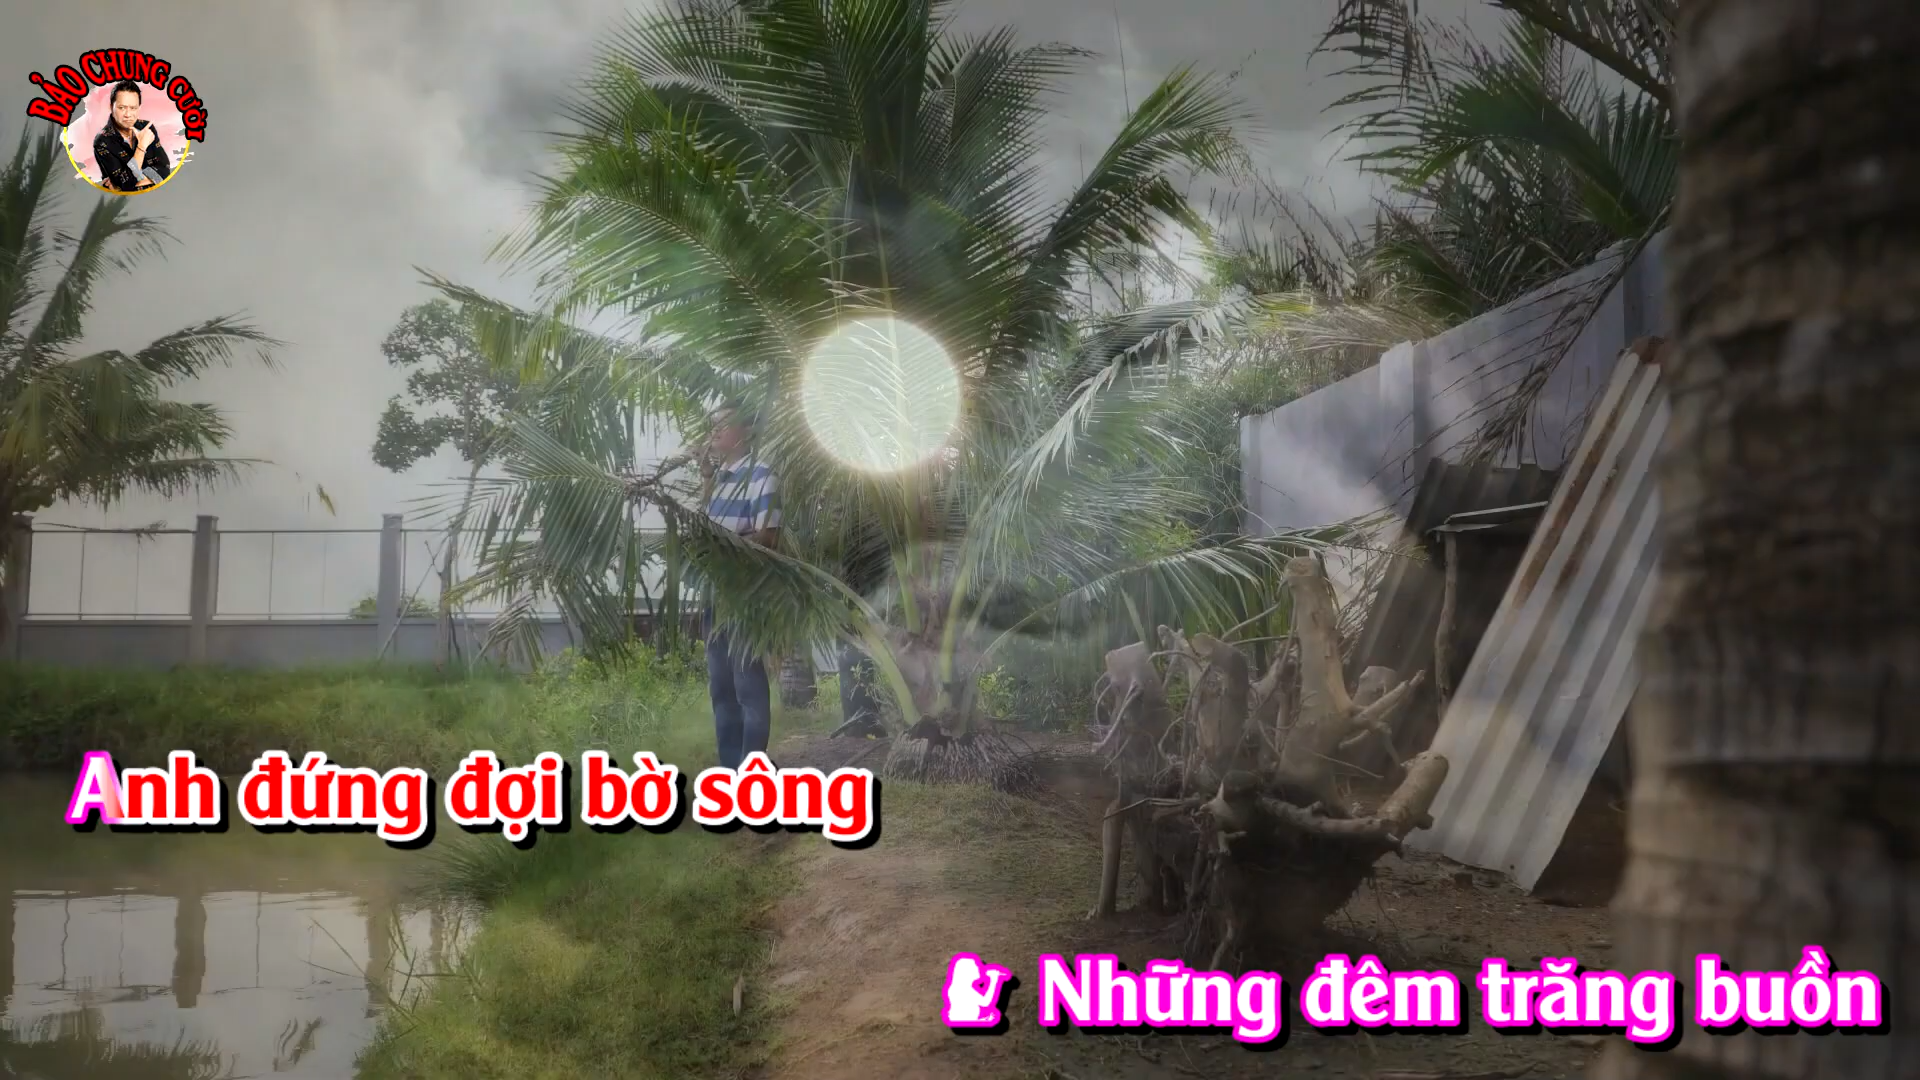 BẢO CHUNG CƯỜI
Anh đứng đợi bờ sông
Những đêm trăng buồn